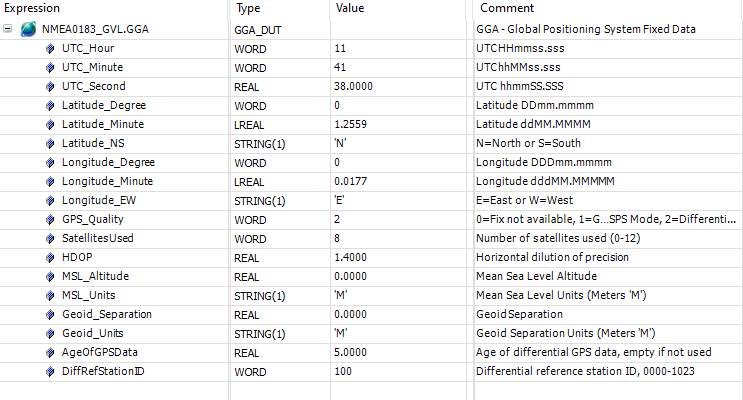 Expression Type Value Comment
NMEA0183_GVL.GGA GGA_DUT GGA - Global Positioning System Fixed Data
UTC_Hour WORD 11 UTCHHmmss.sss
UTC_Minute WORD 41 UTChhMMss.sss
UTC_Second REAL 38.0000 UTC hhmmSS.SSS
Latitude_Degree WORD 0 Latitude DDmm.mmmm
Latitude_Minute LREAL 1.2559 Latitude ddMM.MMMM
Latitude_NS STRING(1) 'N' N=North or S=South
Longitude_Degree WORD 0 Longitude DDDmm.mmmm
Longitude_Minute LREAL 0.0177 Longitude dddMM.MMMMM
Longitude_EW STRING(1) 'E' E=East or W=West
GPS_Quality WORD 2 0=Fix not available, 1=G...SPS Mode, 2=Differenti...
SatellitesUsed WORD 8 Number of satellites used (0-12)
HDOP REAL 1.4000 Horizontal dilution of precision
MSL_Altitude REAL 0.0000 Mean Sea Level Altitude
MSL_Units STRING(1) 'M' Mean Sea Level Units (Meters 'M')
Geoid_Separation REAL 0.0000 Geoid Separation
Geoid_Units STRING(1) 'M' Geoid Separation Units (Meters 'M')
AgeOfGPSData REAL 5.0000 Age of differential GPS data, empty if not used
DiffRefStationID WORD 100 Differential reference station ID, 0000-1023